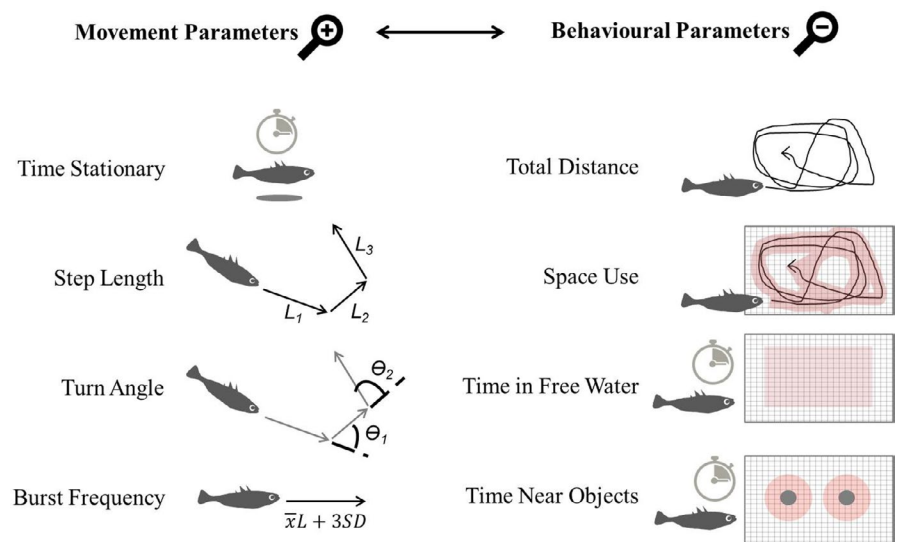 Movement Parameters
Behavioural Parameters
Time Stationary
Total Distance
Step Length
L1
L2
L3
Space Use
Turn Angle
Θ1
Θ2
Time in Free Water
Burst Frequency
x̅L + 3SD
Time Near Objects